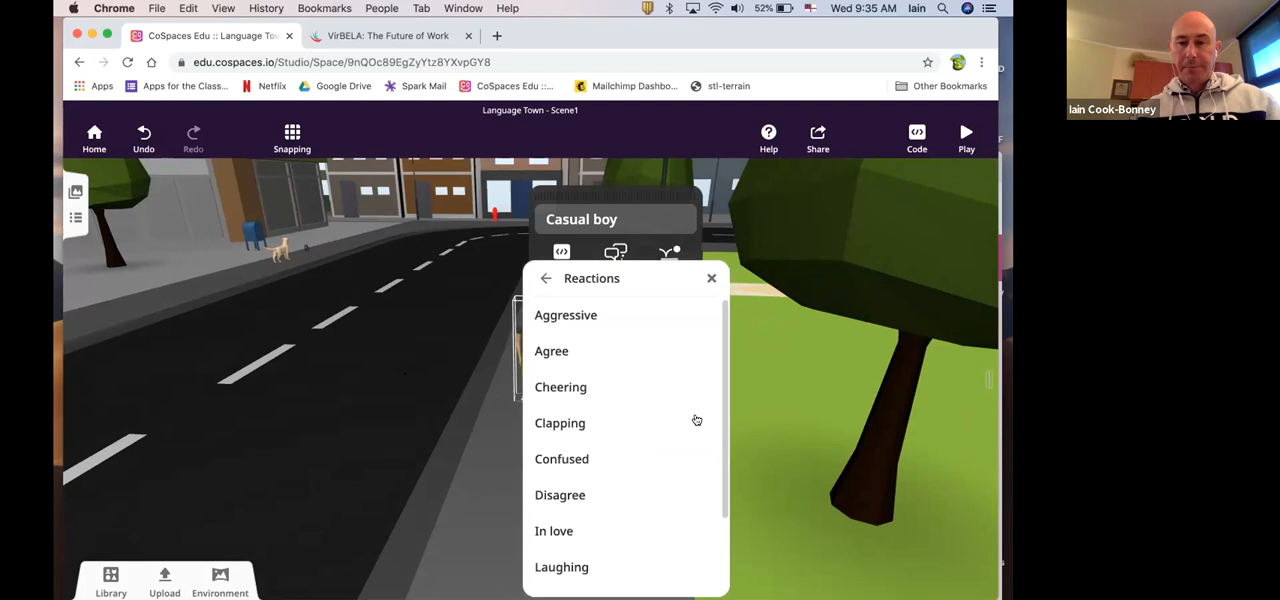 Chrome File Edit View History Bookmarks People Tab Window Help 52% Wed 9:35 AM Iain
CoSpaces Edu :: Language Tow VirBELA: The Future of Work
edu.cospaces.io/Studio/Space/9nQOc89EgZyYtz8YXvpGY8
Apps Apps for the Clas... Netflix Google Drive Spark Mail CoSpaces Edu ::... Mailchimp Dashbo... stl-terrain Other Bookmarks
Language Town - Scene1
Home Undo Redo Snapping Help Share Code Play
Casual boy
Reactions
Aggressive
Agree
Cheering
Clapping
Confused
Disagree
In love
Laughing
Library Upload Environment
Iain Cook-Bonney